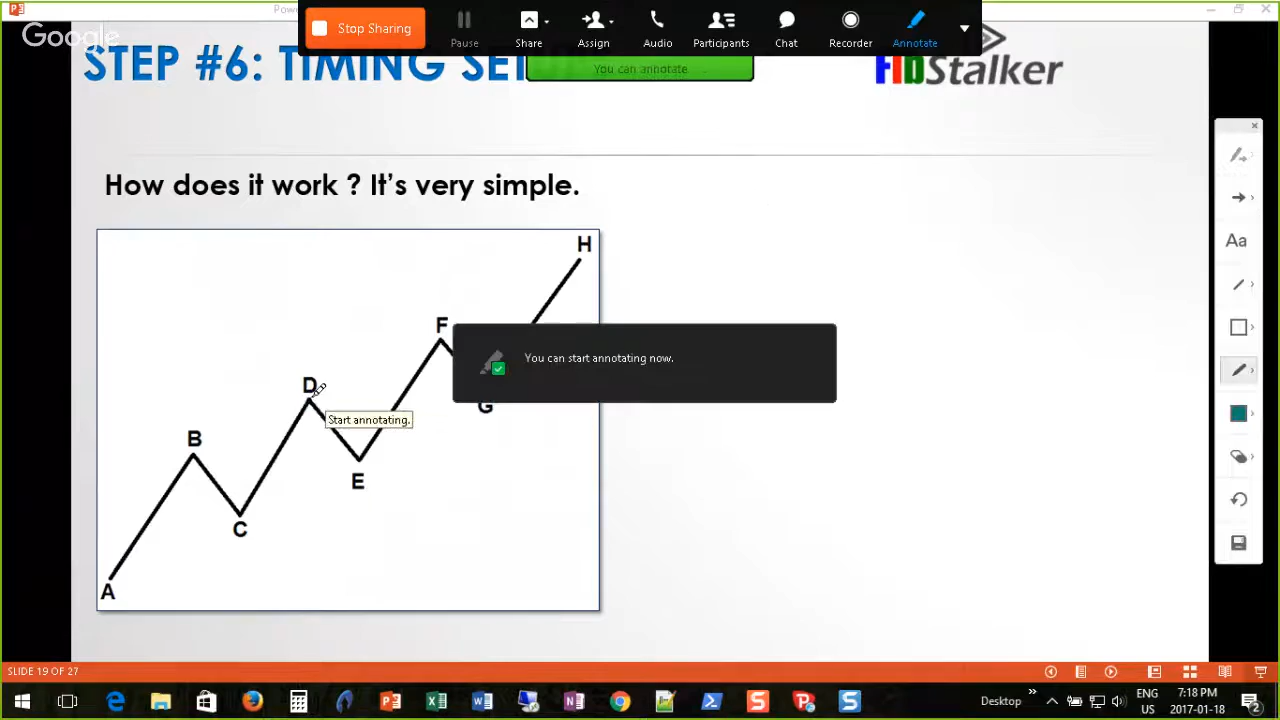 Stop Sharing
Pause
Share
Assign
Audio
Participants
Chat
Recorder
Annotate
Google
STEP #6: TIMING SET
You can annotate
FIbStalker
How does it work ? It's very simple.
H
F
You can start annotating now.
D
G
Start annotating.
B
E
C
A
Aa
SLIDE 19 OF 27
Desktop
ENG
US
7:18 PM
2017-01-18
2